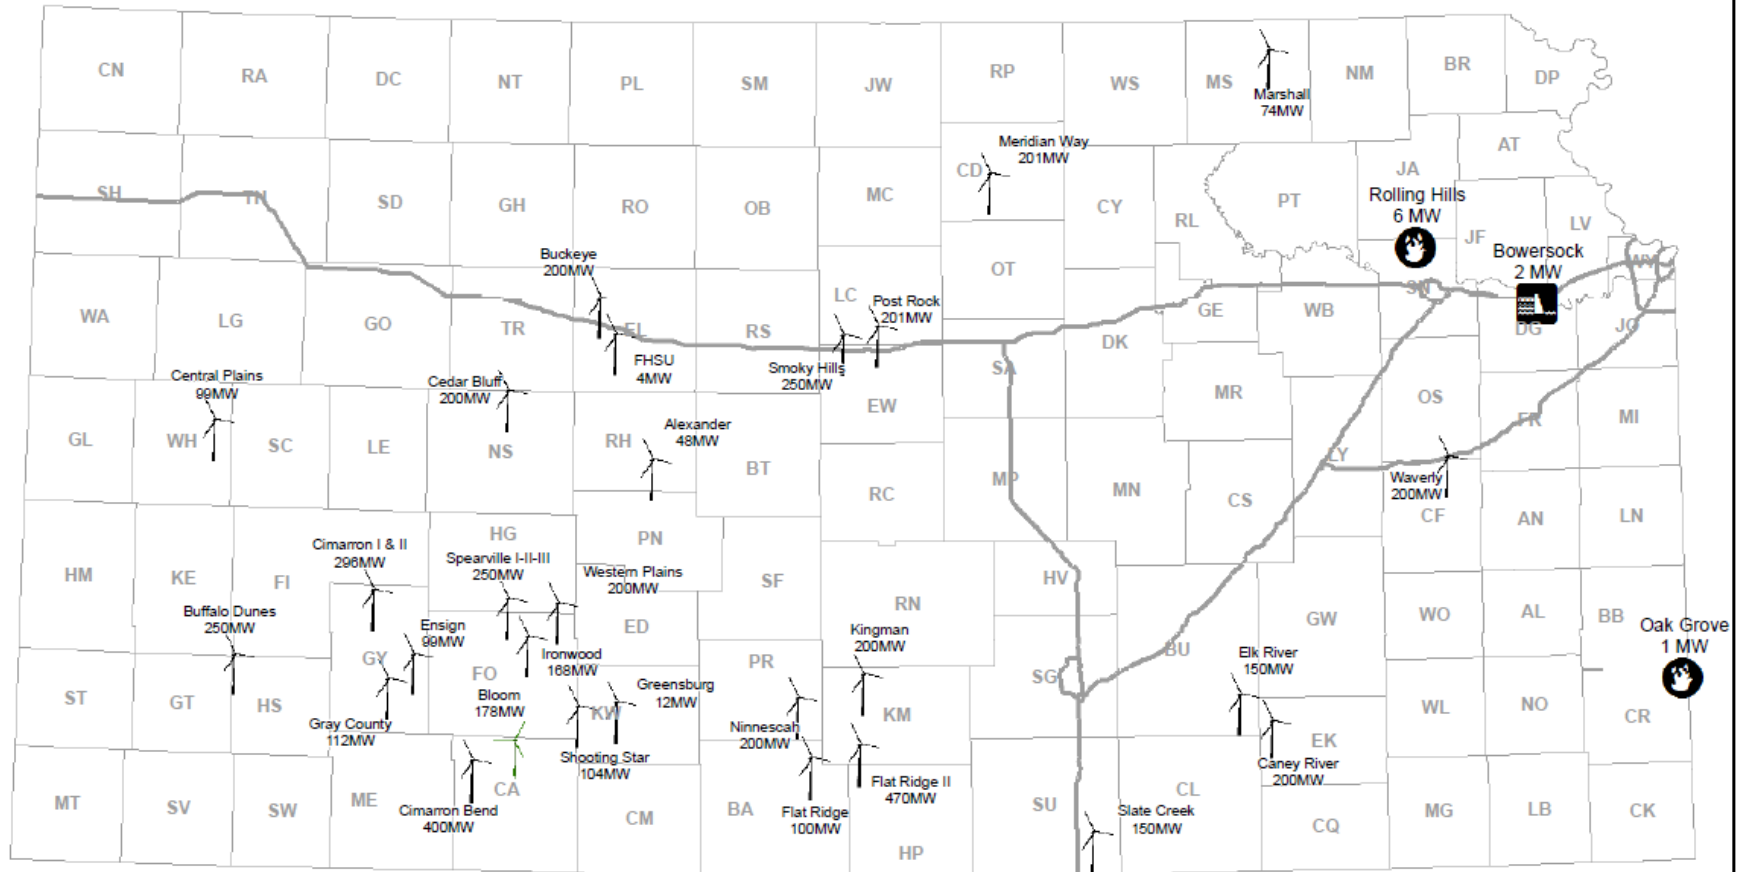 CN
RA
DC
NT
PL
SM
JW
RP
WS
MS
NM
BR
DP
Marshall
74MW
SH
TH
SD
GH
RO
OB
MC
CD
Meridian Way
201MW
CY
RL
PT
JA
AT
Rolling Hills
6 MW
JF
LV
Bowersock
2 MW
WY
WA
LG
GO
TR
Buckeye
200MW
EL
FHSU
4MW
RS
LC
Post Rock
201MW
Smoky Hills
250MW
OT
SA
DK
GE
WB
SN
DG
JO
Central Plains
99MW
Cedar Bluff
200MW
GL
WH
SC
LE
NS
RH
Alexander
48MW
BT
EW
RC
MP
MR
MN
CS
LY
OS
FR
MI
Waverly
200MW
CF
AN
LN
HM
KE
FI
Cimarron I & II
296MW
HG
Spearville I-II-III
250MW
PN
Western Plains
200MW
SF
RN
HV
Buffalo Dunes
250MW
Ensign
99MW
GY
FO
Ironwood
168MW
ED
PR
Kingman
200MW
SG
BU
GW
Elk River
150MW
WO
AL
BB
Oak Grove
1 MW
ST
GT
HS
Gray County
112MW
Bloom
178MW
KW
Greensburg
12MW
Shooting Star
104MW
Ninnescah
200MW
KM
EK
Caney River
200MW
WL
NO
CR
MT
SV
SW
ME
Cimarron Bend
400MW
CA
CM
BA
Flat Ridge
100MW
Flat Ridge II
470MW
HP
SU
Slate Creek
150MW
CL
CQ
MG
LB
CK